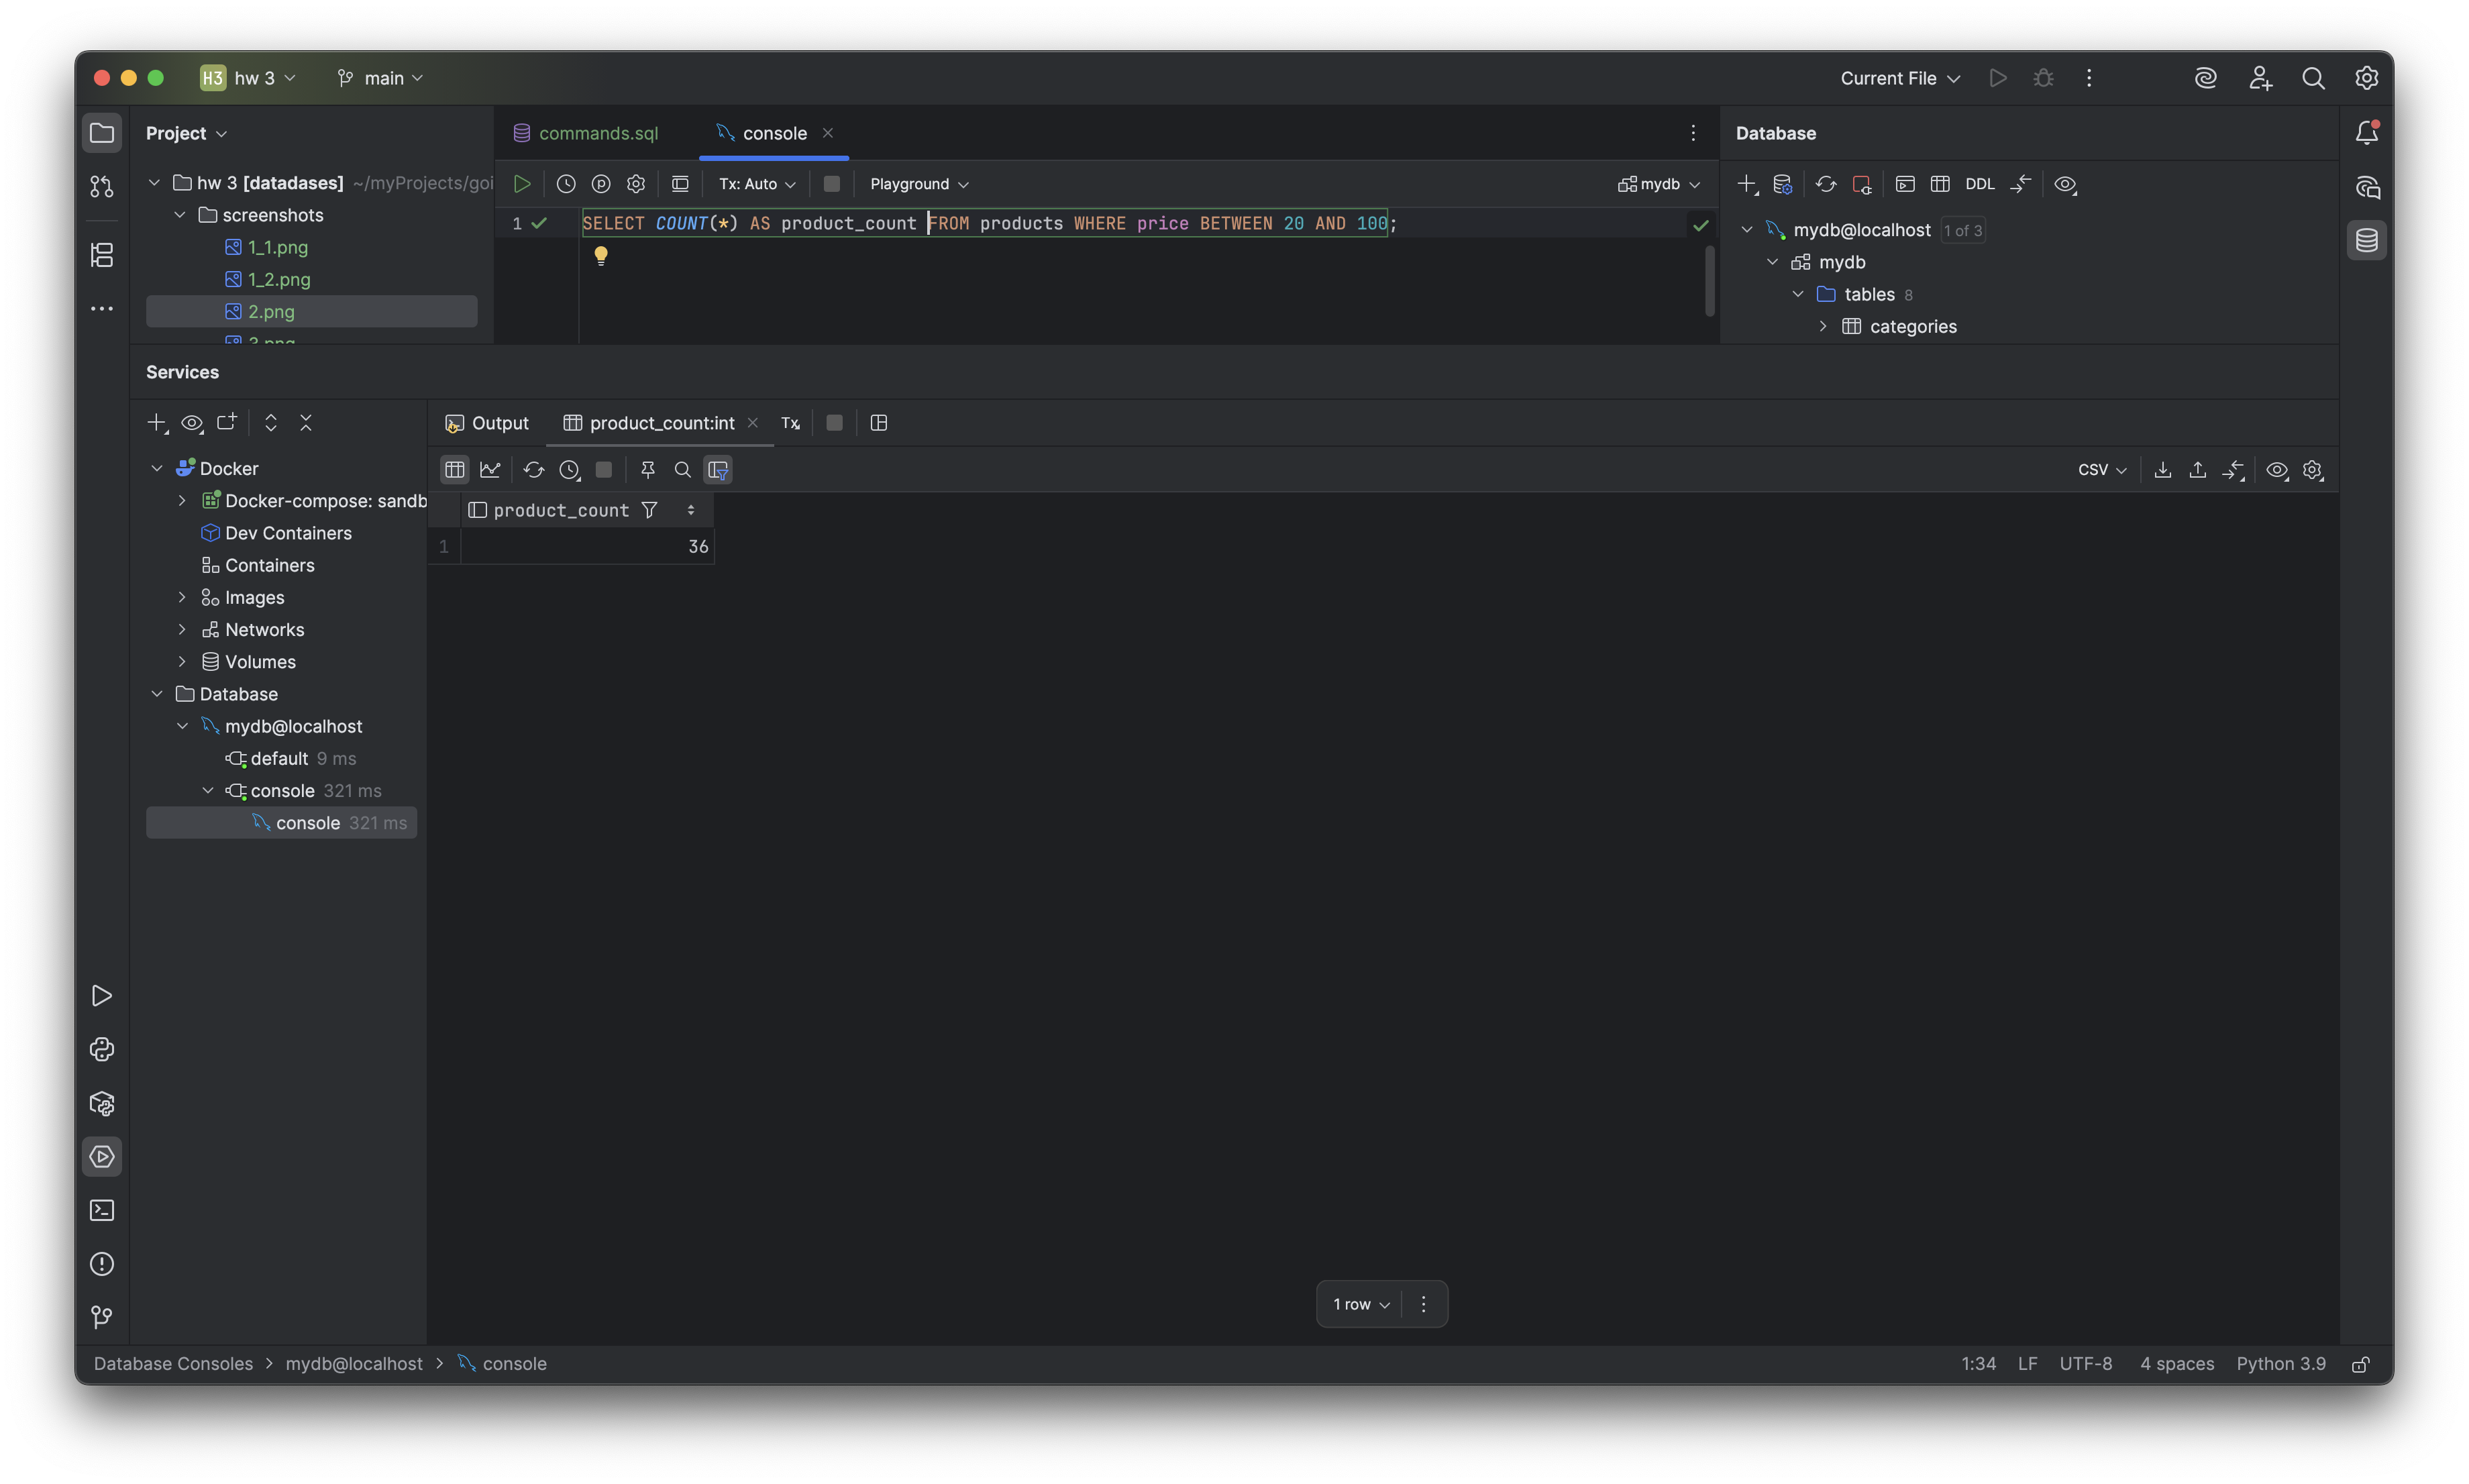 H3 hw 3 main Current File
Project commands.sql console Database
hw 3 [datadases] ~/myProjects/goi Tx: Auto Playground mydb DDL
1 SELECT COUNT(*) AS product_count FROM products WHERE price BETWEEN 20 AND 100;
screenshots
1_1.png
1_2.png
2.png
3.png
mydb@localhost 1 of 3
mydb
tables 8
categories
Services
Output product_count:int Tx
CSV
product_count
1 36
Docker
Docker-compose: sandb
Dev Containers
Containers
Images
Networks
Volumes
Database
mydb@localhost
default 9 ms
console 321 ms
console 321 ms
1 row
Database Consoles > mydb@localhost > console 1:34 LF UTF-8 4 spaces Python 3.9